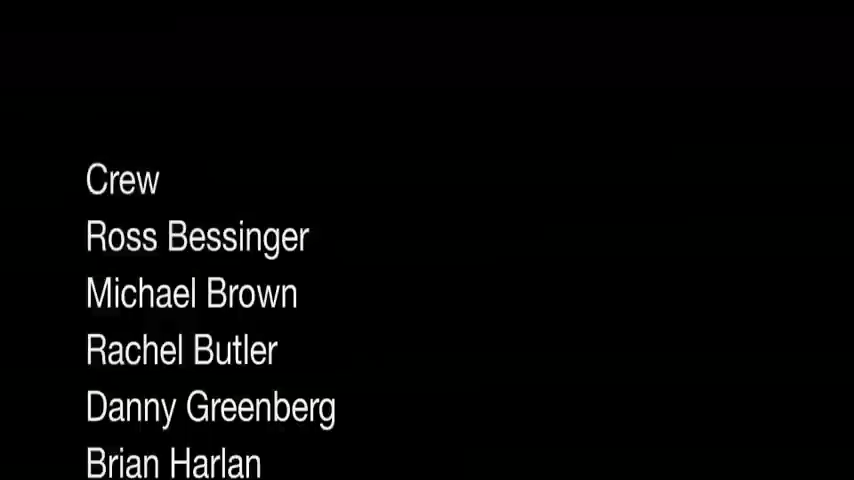 Crew
Ross Bessinger
Michael Brown
Rachel Butler
Danny Greenberg
Brian Harlan